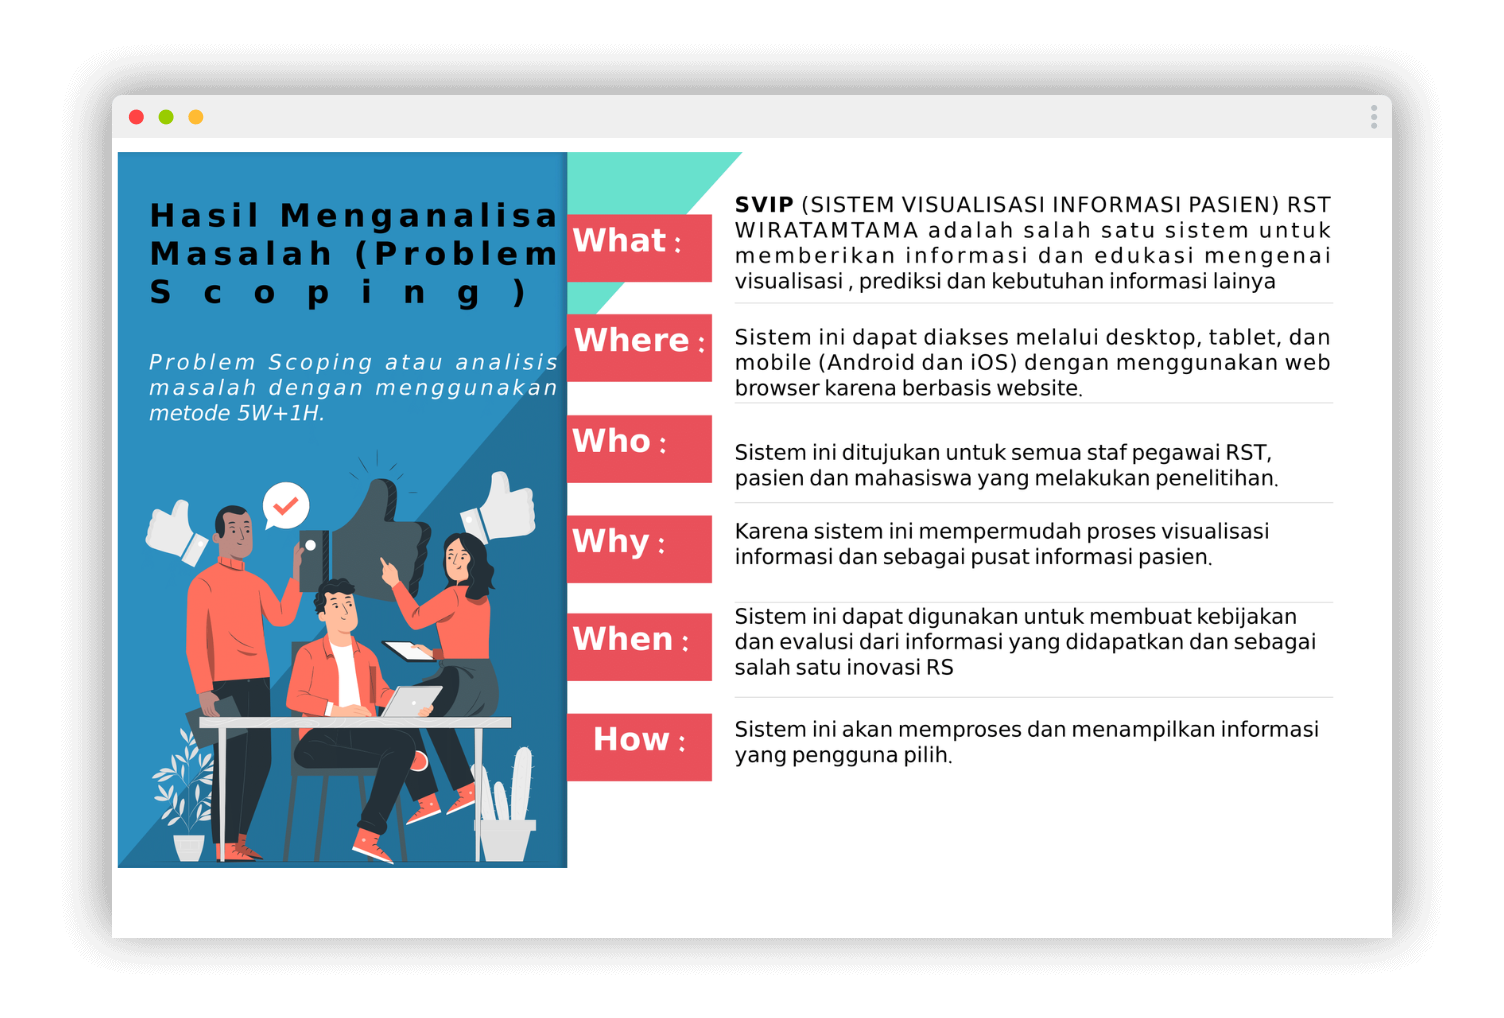 Hasil Menganalisa
Masalah (Problem
Scoping)
Problem Scoping atau analisis
masalah dengan menggunakan
metode 5W+1H.
What :
SVIP (SISTEM VISUALISASI INFORMASI PASIEN) RST
WIRATAMTAMA adalah salah satu sistem untuk
memberikan informasi dan edukasi mengenai
visualisasi , prediksi dan kebutuhan informasi lainya
Where :
Sistem ini dapat diakses melalui desktop, tablet, dan
mobile (Android dan iOS) dengan menggunakan web
browser karena berbasis website.
Who :
Sistem ini ditujukan untuk semua staf pegawai RST,
pasien dan mahasiswa yang melakukan penelitihan.
Why :
Karena sistem ini mempermudah proses visualisasi
informasi dan sebagai pusat informasi pasien.
When :
Sistem ini dapat digunakan untuk membuat kebijakan
dan evalusi dari informasi yang didapatkan dan sebagai
salah satu inovasi RS
How :
Sistem ini akan memproses dan menampilkan informasi
yang pengguna pilih.